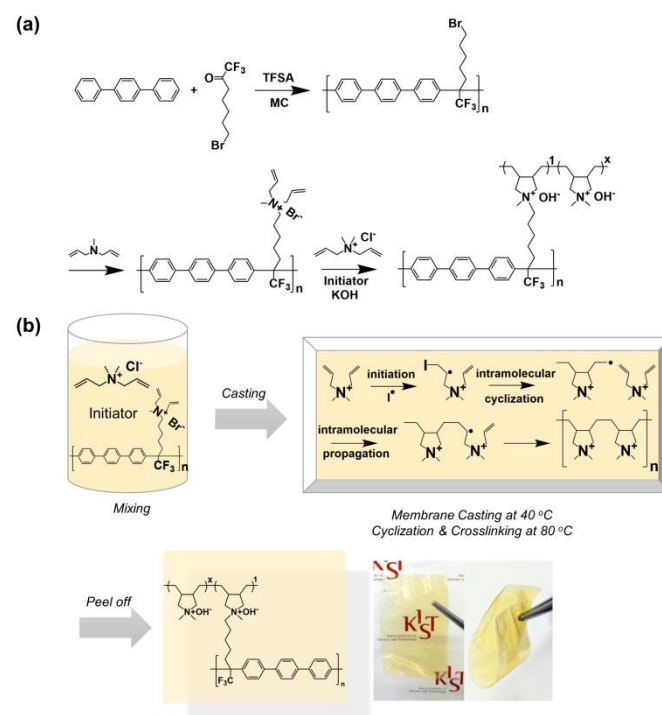 (a)
O
CF₃
+
TFSA
MC
Br
Br
CF₃
n
N
N⁺
Br⁻
CF₃
n
N⁺
Cl⁻
Initiator
KOH
1
x
N⁺
OH⁻
N⁺
OH⁻
CF₃
n
(b)
Cl⁻
N⁺
Initiator
N⁺
Br⁻
CF₃
n
Mixing
Casting
N⁺
initiation
I•
I
N⁺
intramolecular
cyclization
N⁺
N⁺
intramolecular
propagation
N⁺
N⁺
N⁺
N⁺
n
Membrane Casting at 40 °C
Cyclization & Crosslinking at 80 °C
Peel off
x
1
N+OH⁻
N+OH⁻
F₃C
n
KIST
KIST
KIST